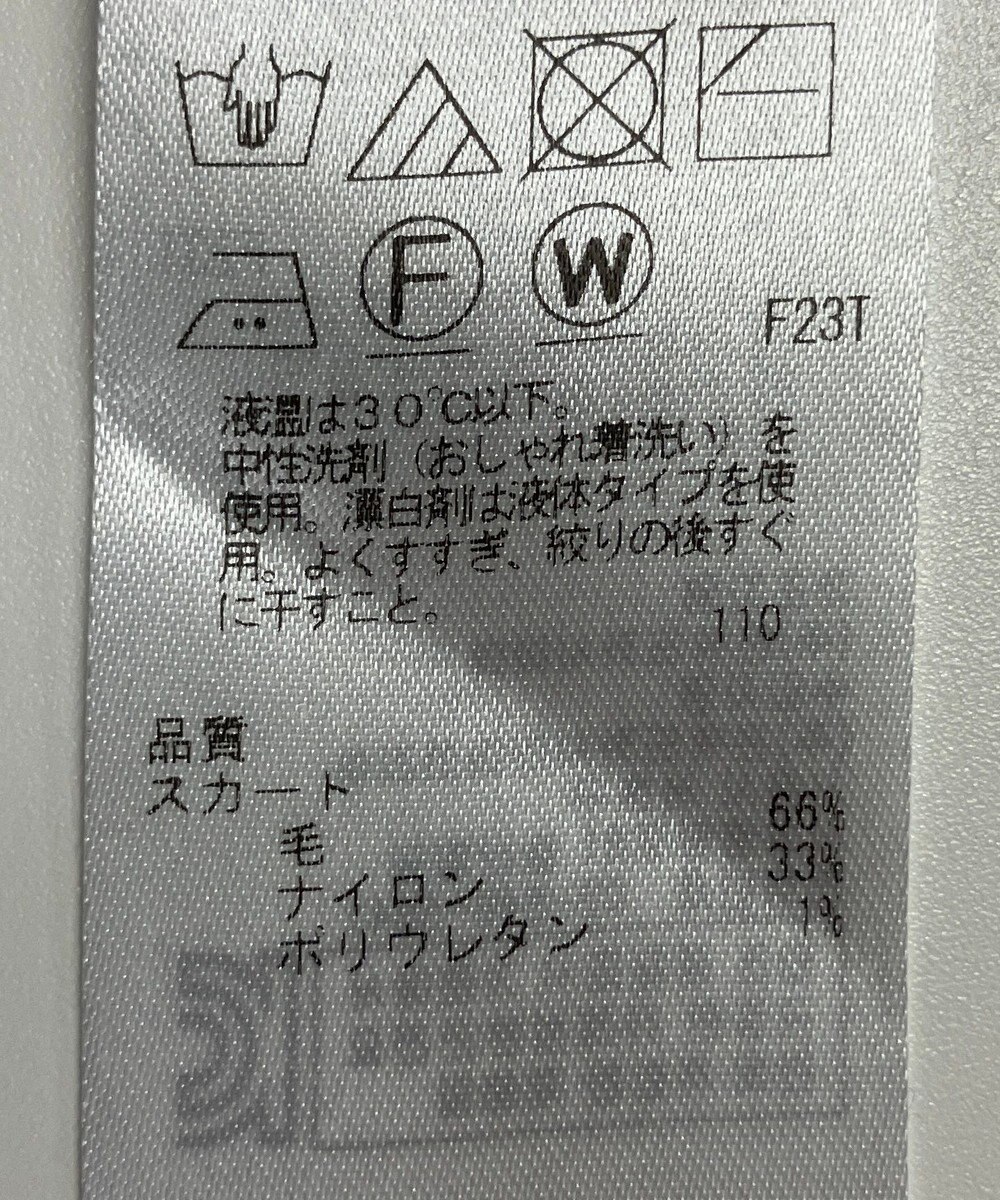 F W F23T
液温は30℃以下。
中性洗剤（おしゃれ着洗い）を
使用。漂白剤は液体タイプを使
用。よくすすぎ、絞りの後すぐ
に干すこと。
110
品質
スカート
毛 66%
ナイロン 33%
ポリウレタン 1%